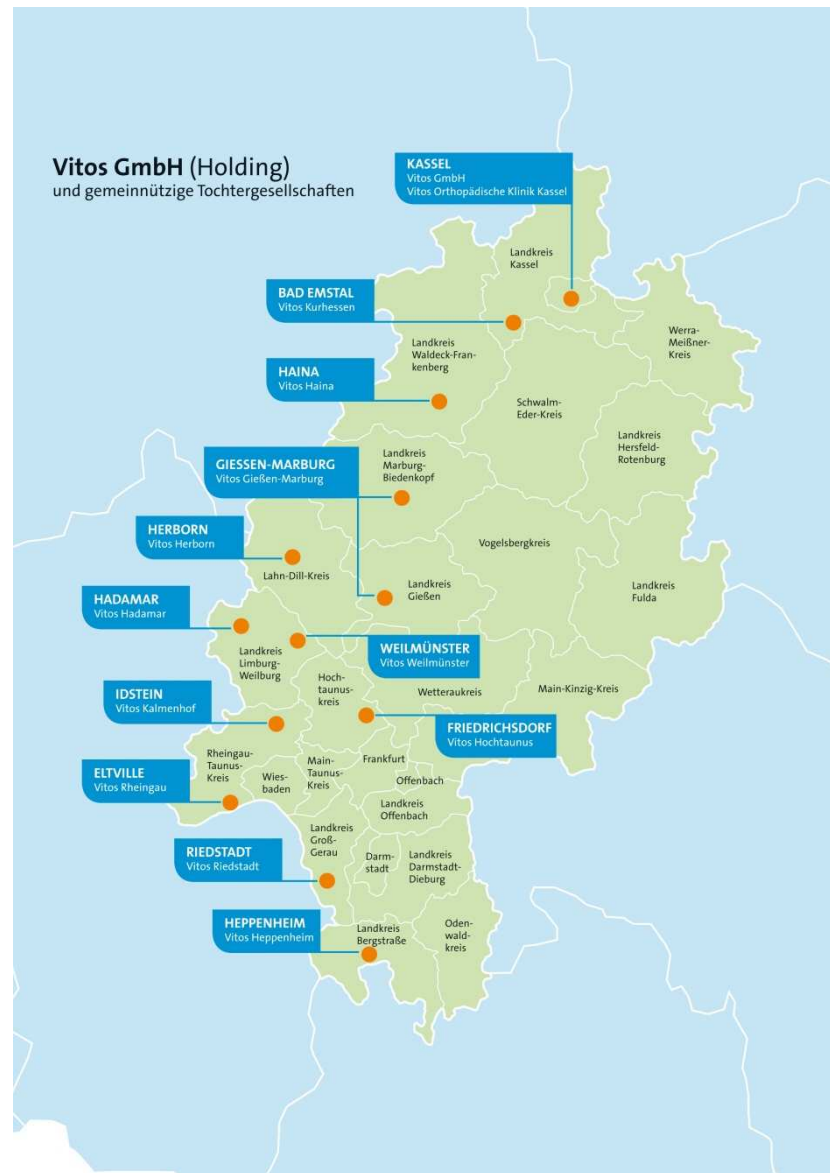 Vitos GmbH (Holding)
und gemeinnützige Tochtergesellschaften
KASSEL
Vitos GmbH
Vitos Orthopädische Klinik Kassel
Landkreis
Kassel
BAD EMSTAL
Vitos Kurhessen
Werra-
Meißner-
Kreis
Landkreis
Waldeck-Fran-
kenberg
HAINA
Vitos Haina
Schwalm-
Eder-Kreis
Landkreis
Hersfeld-
Rotenburg
GIESSEN-MARBURG
Vitos Gießen-Marburg
Landkreis
Marburg-
Biedenkopf
HERBORN
Vitos Herborn
Vogelsbergkreis
Lahn-Dill-Kreis
Landkreis
Gießen
Landkreis
Fulda
HADAMAR
Vitos Hadamar
WEILMÜNSTER
Vitos Weilmünster
Landkreis
Limburg-
Weilburg
Hoch-
taunus-
kreis
Wetteraukreis
Main-Kinzig-Kreis
IDSTEIN
Vitos Kalmenhof
FRIEDRICHSDORF
Vitos Hochtaunus
Rheingau-
Taunus-
Kreis
Main-
Taunus-
Kreis
Frankfurt
Wies-
baden
Offenbach
ELTVILLE
Vitos Rheingau
Landkreis
Offenbach
Landkreis
Groß-
Gerau
RIEDSTADT
Vitos Riedstadt
Darm-
stadt
Landkreis
Darmstadt-
Dieburg
HEPPENHEIM
Vitos Heppenheim
Landkreis
Bergstraße
Oden-
wald-
kreis